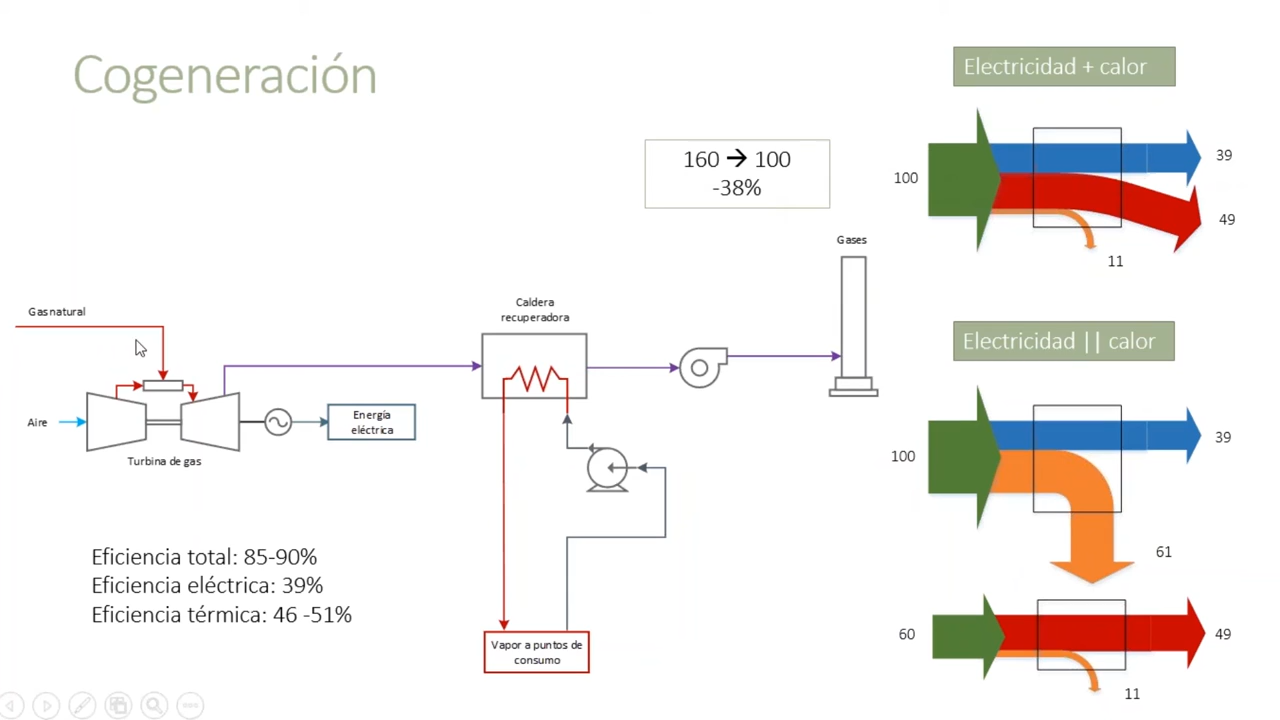 Cogeneración
160 → 100
-38%
Gas natural
Aire
Turbina de gas
Energía
eléctrica
Caldera
recuperadora
Gases
Vapor a puntos de
consumo
Eficiencia total: 85-90%
Eficiencia eléctrica: 39%
Eficiencia térmica: 46 -51%
Electricidad + calor
100
39
49
11
Electricidad || calor
100
39
61
60
49
11